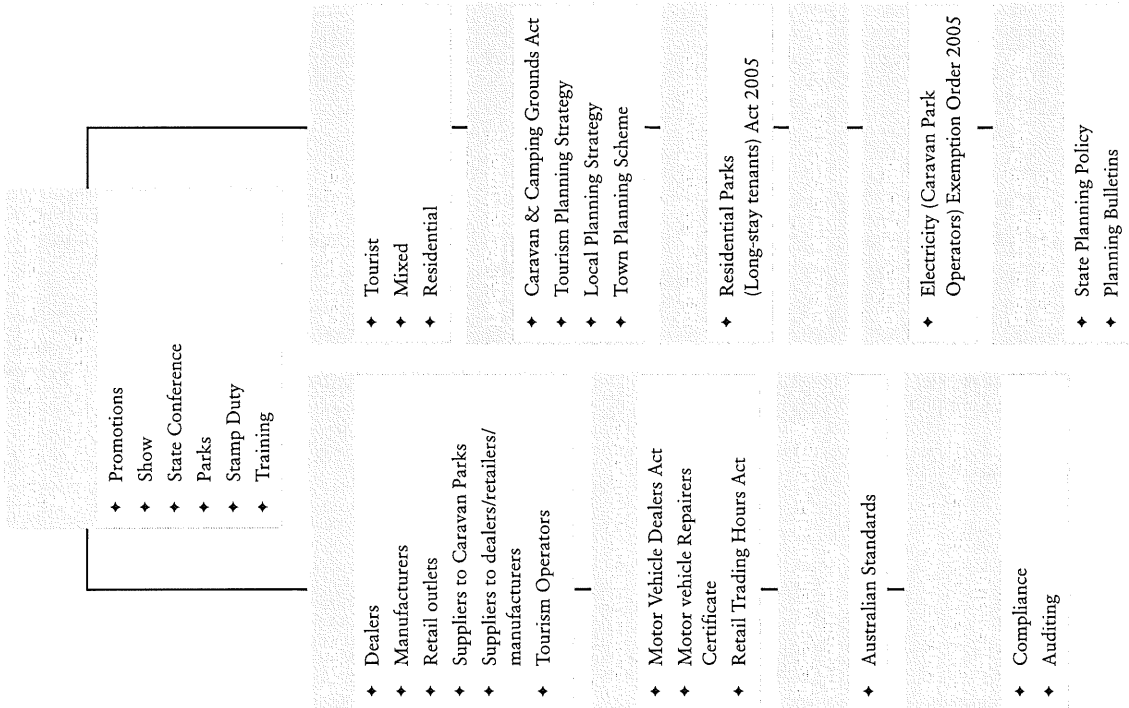 Promotions
Show
State Conference
Parks
Stamp Duty
Training
Dealers
Manufacturers
Retail outlets
Suppliers to Caravan Parks
Suppliers to dealers/retailers/
manufacturers
Tourism Operators
Motor Vehicle Dealers Act
Motor vehicle Repairers
Certificate
Retail Trading Hours Act
Australian Standards
Compliance
Auditing
Tourist
Mixed
Residential
Caravan & Camping Grounds Act
Tourism Planning Strategy
Local Planning Strategy
Town Planning Scheme
Residential Parks
(Long-stay tenants) Act 2005
Electricity (Caravan Park
Operators) Exemption Order 2005
State Planning Policy
Planning Bulletins